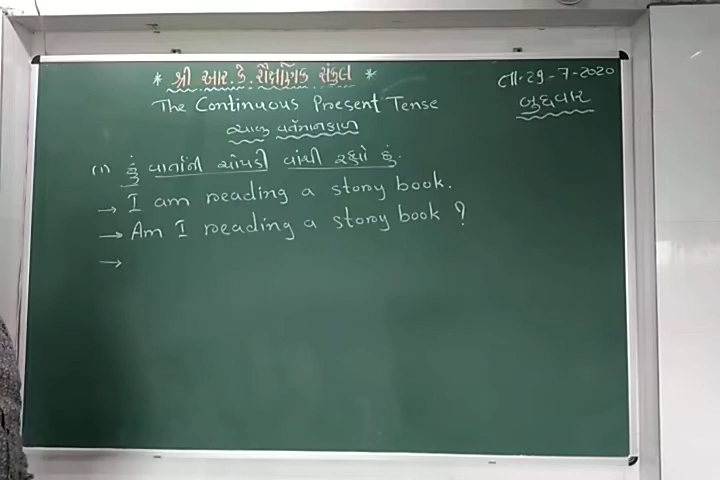 * શ્રી આર. કે. શૈક્ષણિક સંકુલ *
તા.29-7-2020
બુધવાર
The Continuous Present Tense
ચાલુ વર્તમાનકાળ
(1) હું વાર્તાની ચોપડી વાંચી રહ્યો છું.
→ I am reading a story book.
→ Am I reading a story book ?
→